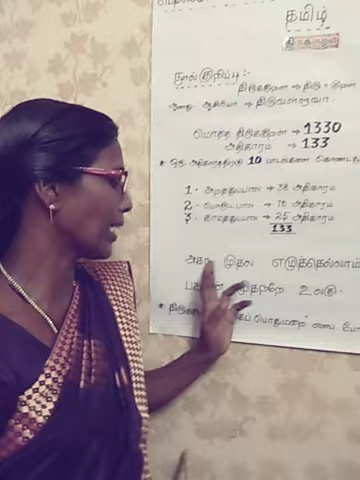 தமிழ்
திருக்குறள்
நூல் குறிப்பு :-
திருக்குறள் → திரு + குறள்
ஆசிரியர் → திருவள்ளுவர்
மொத்த திருக்குறள் → 1330
அதிகாரம் → 133
* ஒரு அதிகாரத்திற்கு 10 பாடல்களை
1. அறத்துப்பால் → 38 அதிகாரம்
2. பொருட்பால் → 70 அதிகாரம்
3. காமத்துப்பால் → 25 அதிகாரம்
133
அகர முதல எழுத்தெல்லாம்
முதற்றே உலகு.